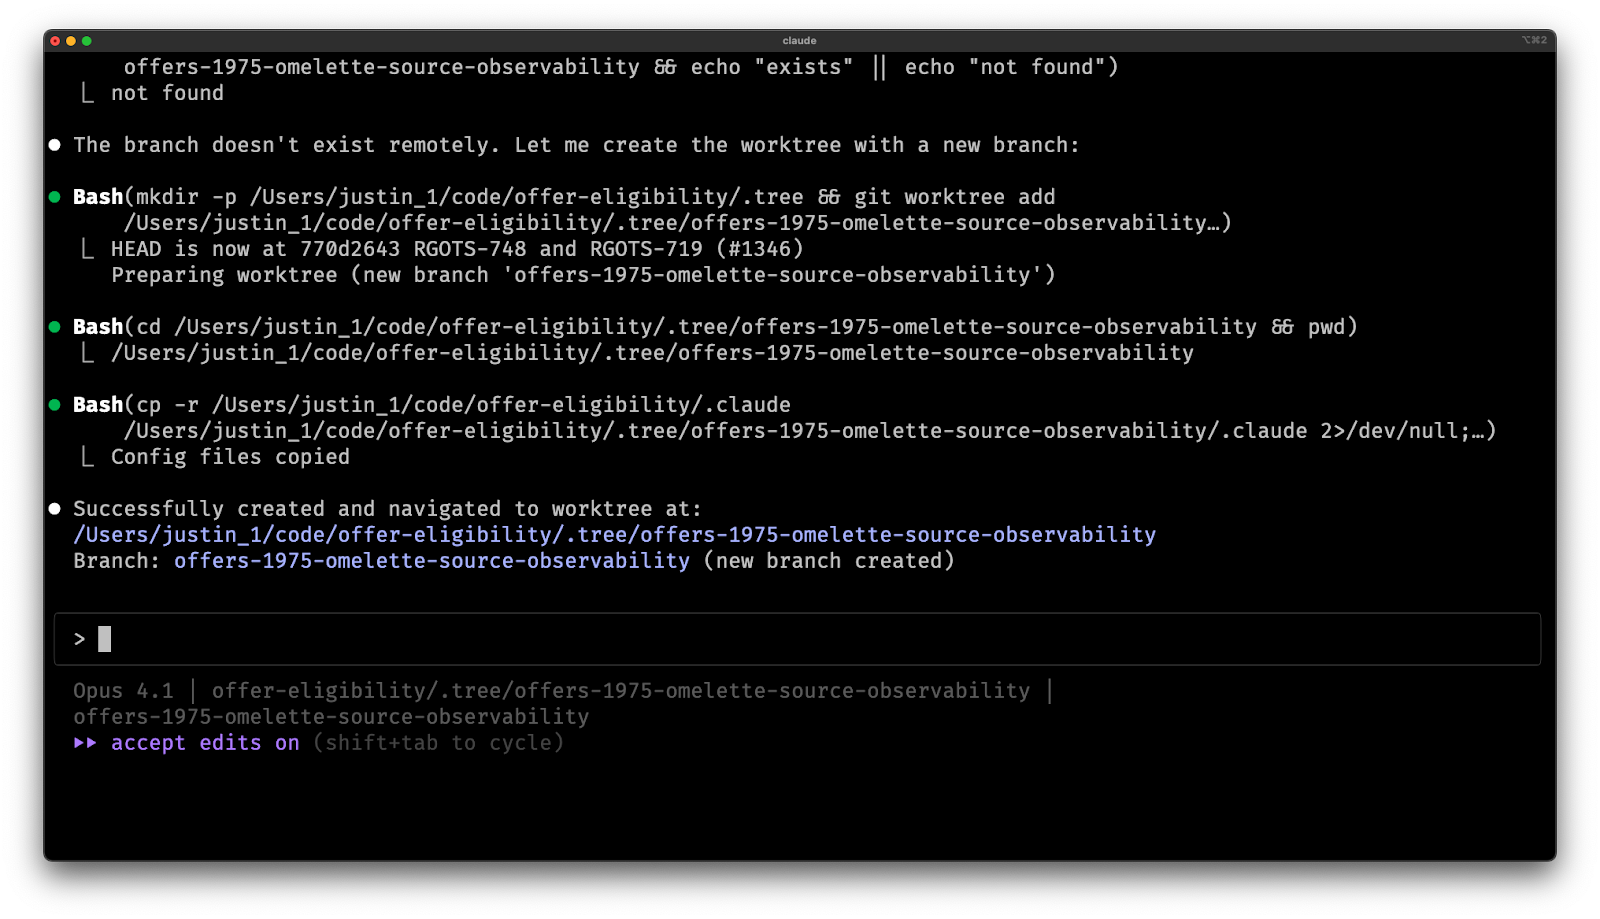 claude
⌥⌘2
offers-1975-omelette-source-observability && echo "exists" || echo "not found")
⎿ not found
● The branch doesn't exist remotely. Let me create the worktree with a new branch:
● Bash(mkdir -p /Users/justin_1/code/offer-eligibility/.tree && git worktree add
/Users/justin_1/code/offer-eligibility/.tree/offers-1975-omelette-source-observability…)
⎿ HEAD is now at 770d2643 RGOTS-748 and RGOTS-719 (#1346)
Preparing worktree (new branch 'offers-1975-omelette-source-observability')
● Bash(cd /Users/justin_1/code/offer-eligibility/.tree/offers-1975-omelette-source-observability && pwd)
⎿ /Users/justin_1/code/offer-eligibility/.tree/offers-1975-omelette-source-observability
● Bash(cp -r /Users/justin_1/code/offer-eligibility/.claude
/Users/justin_1/code/offer-eligibility/.tree/offers-1975-omelette-source-observability/.claude 2>/dev/null;…)
⎿ Config files copied
● Successfully created and navigated to worktree at:
/Users/justin_1/code/offer-eligibility/.tree/offers-1975-omelette-source-observability
Branch: offers-1975-omelette-source-observability (new branch created)
>
Opus 4.1 | offer-eligibility/.tree/offers-1975-omelette-source-observability |
offers-1975-omelette-source-observability
▸▸ accept edits on (shift+tab to cycle)